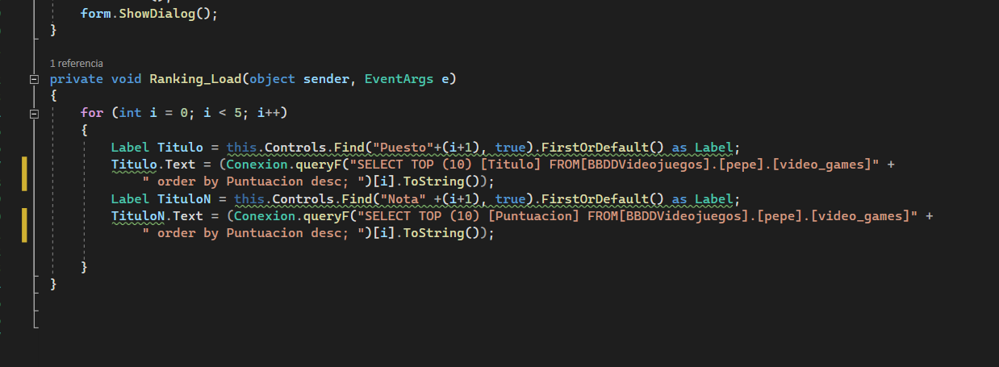 form.ShowDialog();
}
1 referencia
private void Ranking_Load(object sender, EventArgs e)
{
for (int i = 0; i < 5; i++)
{
Label Titulo = this.Controls.Find("Puesto"+(i+1), true).FirstOrDefault() as Label;
Titulo.Text = (Conexion.queryF("SELECT TOP (10) [Titulo] FROM[BBDDVideojuegos].[pepe].[video_games]" +
" order by Puntuacion desc; ")[i].ToString());
Label TituloN = this.Controls.Find("Nota" +(i+1), true).FirstOrDefault() as Label;
TituloN.Text = (Conexion.queryF("SELECT TOP (10) [Puntuacion] FROM[BBDDVideojuegos].[pepe].[video_games]" +
" order by Puntuacion desc; ")[i].ToString());
}
}